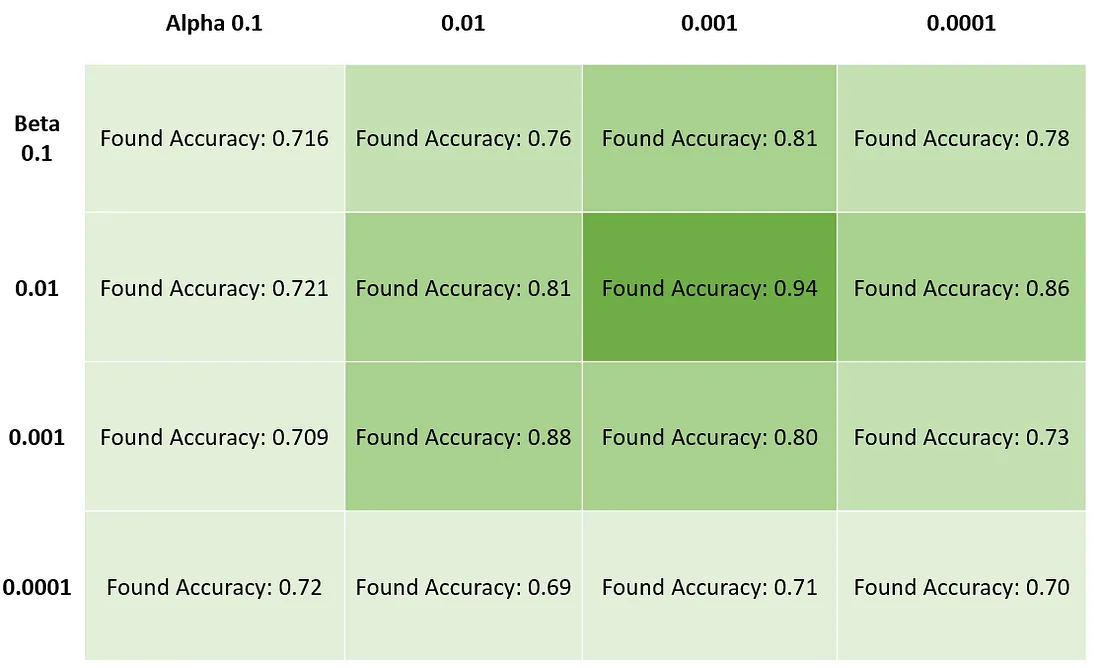 Alpha 0.1 0.01 0.001 0.0001
Beta
0.1
Found Accuracy: 0.716 Found Accuracy: 0.76 Found Accuracy: 0.81 Found Accuracy: 0.78
0.01 Found Accuracy: 0.721 Found Accuracy: 0.81 Found Accuracy: 0.94 Found Accuracy: 0.86
0.001 Found Accuracy: 0.709 Found Accuracy: 0.88 Found Accuracy: 0.80 Found Accuracy: 0.73
0.0001 Found Accuracy: 0.72 Found Accuracy: 0.69 Found Accuracy: 0.71 Found Accuracy: 0.70